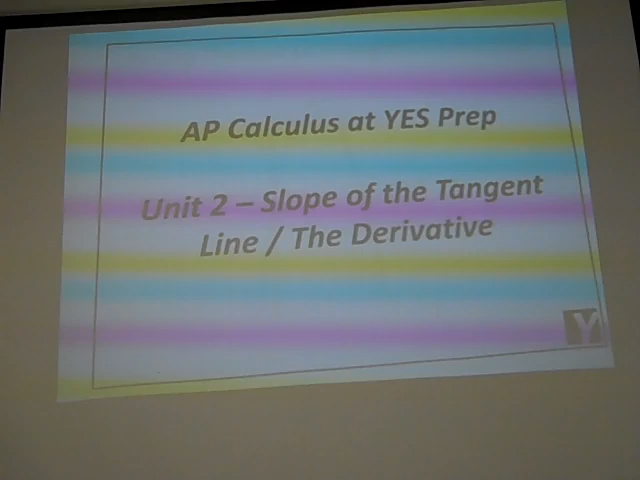 AP Calculus at YES Prep
Unit 2 – Slope of the Tangent
Line / The Derivative
Y